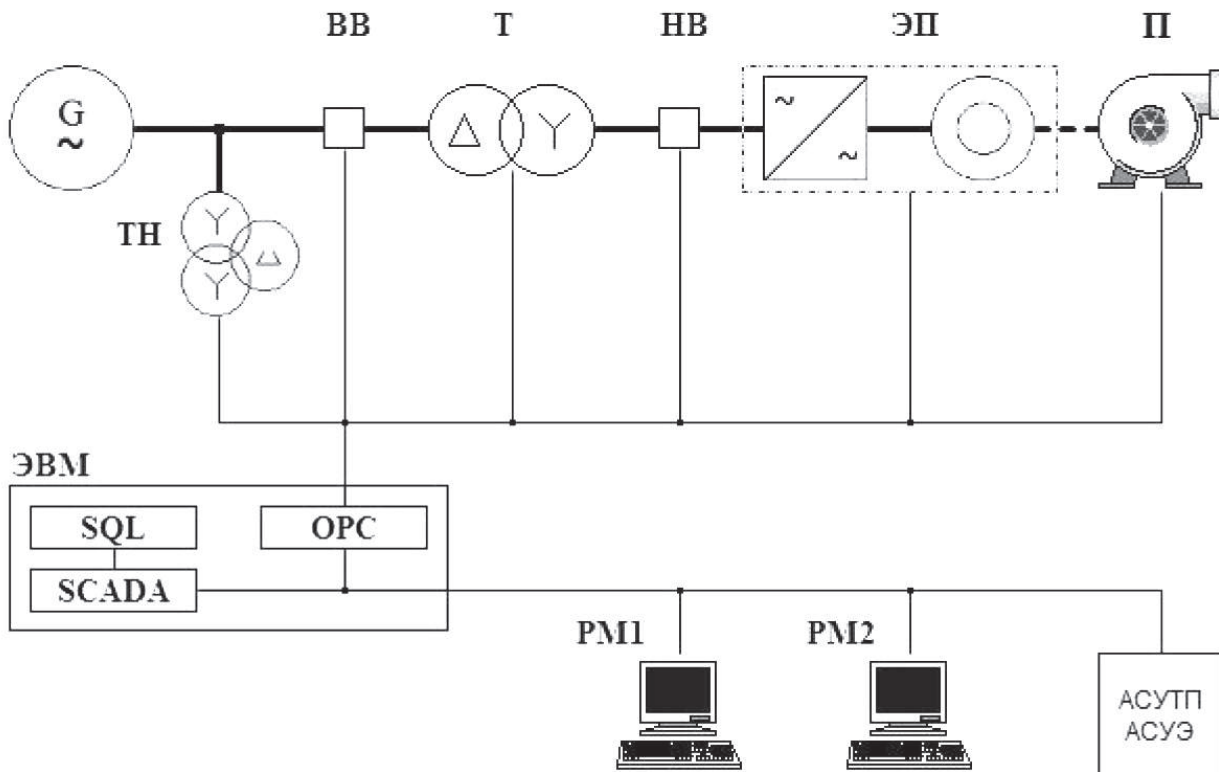 ВВ Т НВ ЭП П
G
~
~
~
ТН
ЭВМ
SQL
OPC
SCADA
РМ1
РМ2
АСУТП
АСУЭ